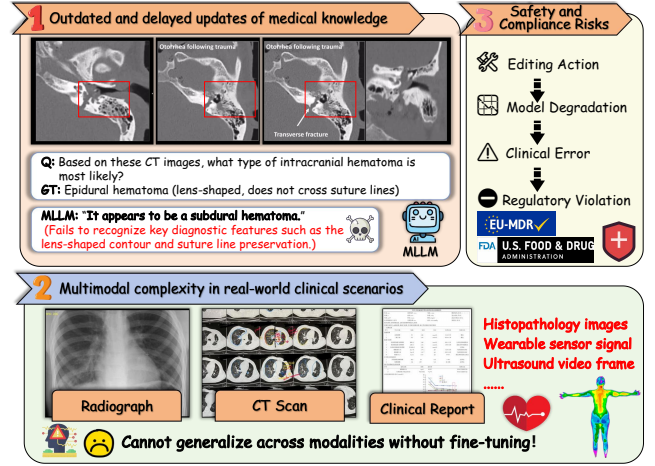 1 Outdated and delayed updates of medical knowledge
Otorrhea following trauma
Otorrhea following trauma
Transverse fracture
Q: Based on these CT images, what type of intracranial hematoma is
most likely?
GT: Epidural hematoma (lens-shaped, does not cross suture lines)
MLLM: "It appears to be a subdural hematoma."
(Fails to recognize key diagnostic features such as the
lens-shaped contour and suture line preservation.)
AI
MLLM
3 Safety and
Compliance Risks
Editing Action
Model Degradation
Clinical Error
Regulatory Violation
EU-MDR
FDA U.S. FOOD & DRUG
ADMINISTRATION
2 Multimodal complexity in real-world clinical scenarios
Radiograph
CT Scan
Clinical Report
Histopathology images
Wearable sensor signal
Ultrasound video frame
......
Cannot generalize across modalities without fine-tuning!